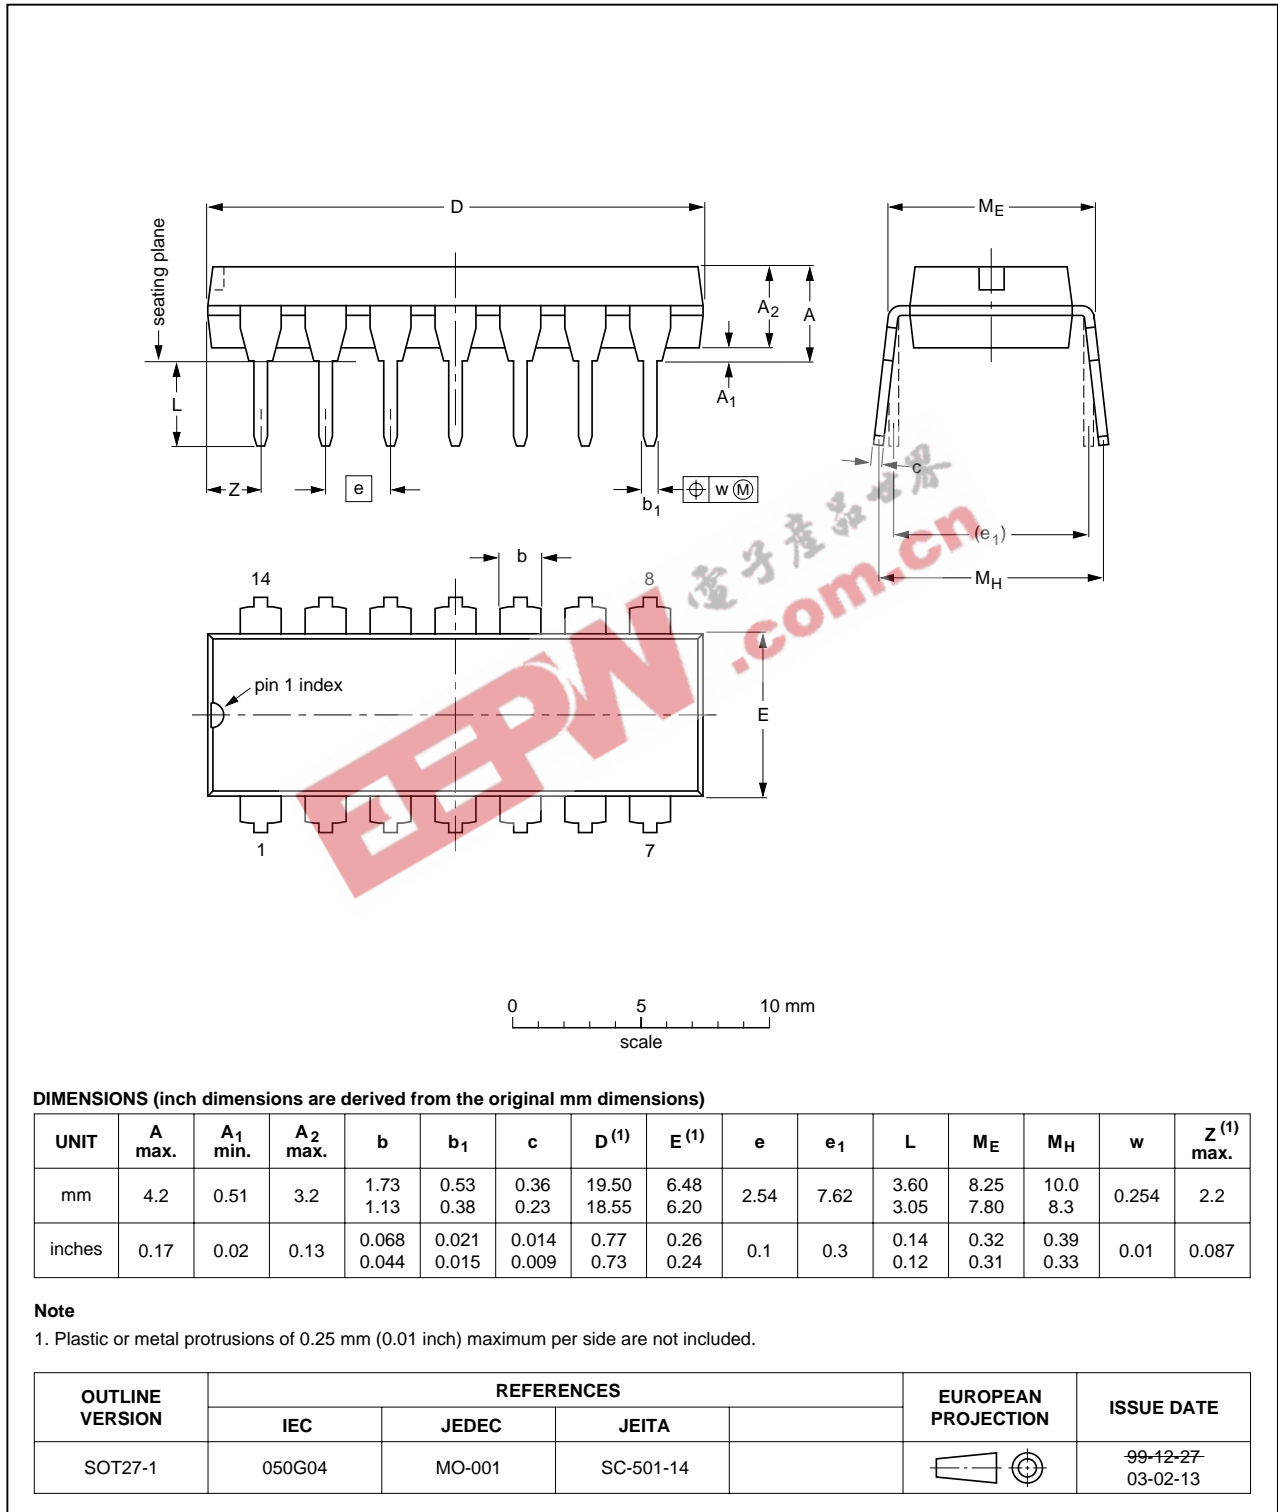 D
M_E
seating plane
A_2
A
A_1
L
Z
e
b_1
w M
c
(e_1)
M_H
b
14
8
pin 1 index
E
1
7
EEPW 電子產品世界
.com.cn
0 5 10 mm
scale
DIMENSIONS (inch dimensions are derived from the original mm dimensions)
UNIT A max. A_1 min. A_2 max. b b_1 c D (1) E (1) e e_1 L M_E M_H w Z (1) max.
mm 4.2 0.51 3.2 1.73 1.13 0.53 0.38 0.36 0.23 19.50 18.55 6.48 6.20 2.54 7.62 3.60 3.05 8.25 7.80 10.0 8.3 0.254 2.2
inches 0.17 0.02 0.13 0.068 0.044 0.021 0.015 0.014 0.009 0.77 0.73 0.26 0.24 0.1 0.3 0.14 0.12 0.32 0.31 0.39 0.33 0.01 0.087
Note
1. Plastic or metal protrusions of 0.25 mm (0.01 inch) maximum per side are not included.
OUTLINE VERSION REFERENCES EUROPEAN PROJECTION ISSUE DATE
IEC JEDEC JEITA
SOT27-1 050G04 MO-001 SC-501-14 99-12-27
03-02-13